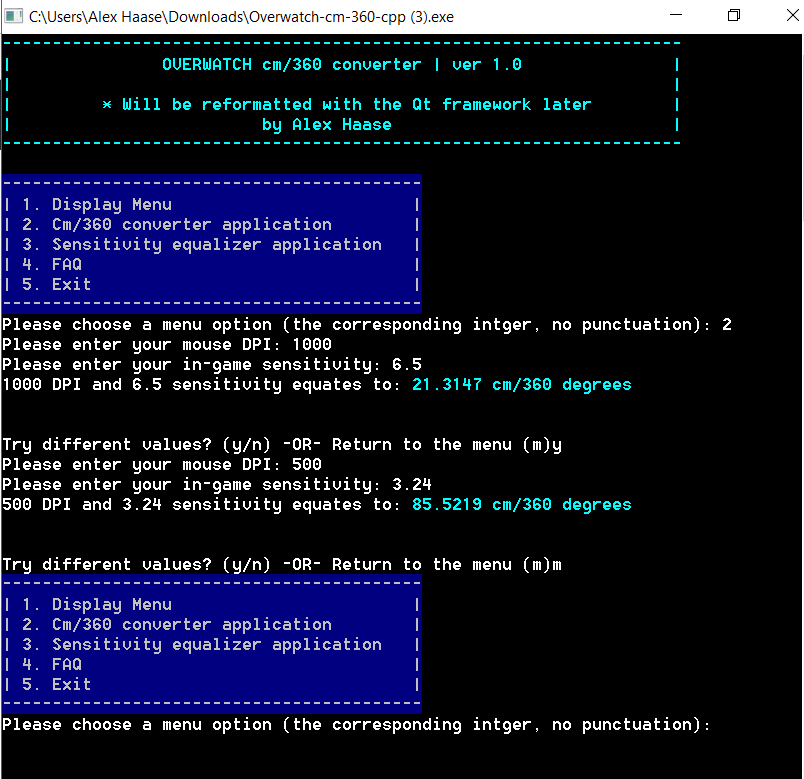 C:\Users\Alex Haase\Downloads\Overwatch-cm-360-cpp (3).exe
--------------------------------------------------------------------
| OVERWATCH cm/360 converter | ver 1.0 |
| |
| * Will be reformatted with the Qt framework later |
| by Alex Haase |
--------------------------------------------------------------------
------------------------------------------
| 1. Display Menu |
| 2. Cm/360 converter application |
| 3. Sensitivity equalizer application |
| 4. FAQ |
| 5. Exit |
------------------------------------------
Please choose a menu option (the corresponding intger, no punctuation): 2
Please enter your mouse DPI: 1000
Please enter your in-game sensitivity: 6.5
1000 DPI and 6.5 sensitivity equates to: 21.3147 cm/360 degrees
Try different values? (y/n) -OR- Return to the menu (m)y
Please enter your mouse DPI: 500
Please enter your in-game sensitivity: 3.24
500 DPI and 3.24 sensitivity equates to: 85.5219 cm/360 degrees
Try different values? (y/n) -OR- Return to the menu (m)m
------------------------------------------
| 1. Display Menu |
| 2. Cm/360 converter application |
| 3. Sensitivity equalizer application |
| 4. FAQ |
| 5. Exit |
------------------------------------------
Please choose a menu option (the corresponding intger, no punctuation):